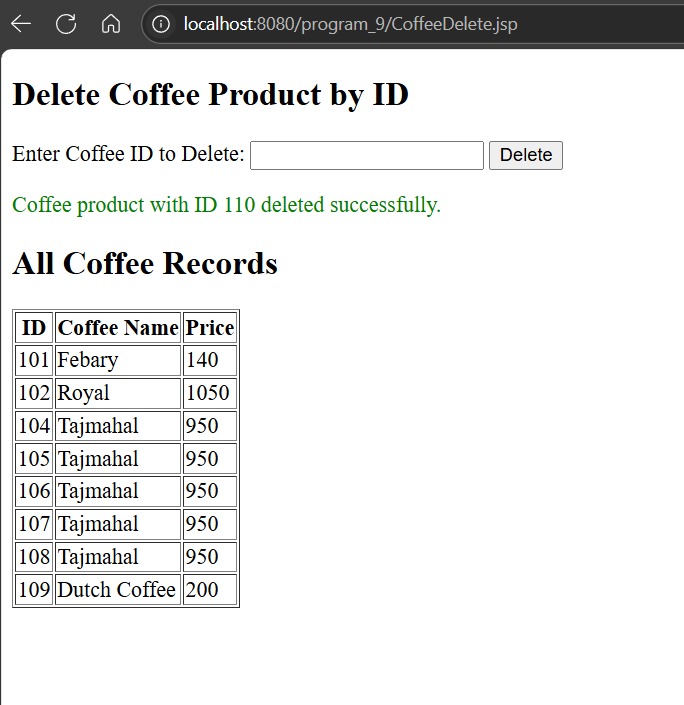 localhost:8080/program_9/CoffeeDelete.jsp
Delete Coffee Product by ID
Enter Coffee ID to Delete: Delete
Coffee product with ID 110 deleted successfully.
All Coffee Records
ID Coffee Name Price
101 Febary 140
102 Royal 1050
104 Tajmahal 950
105 Tajmahal 950
106 Tajmahal 950
107 Tajmahal 950
108 Tajmahal 950
109 Dutch Coffee 200